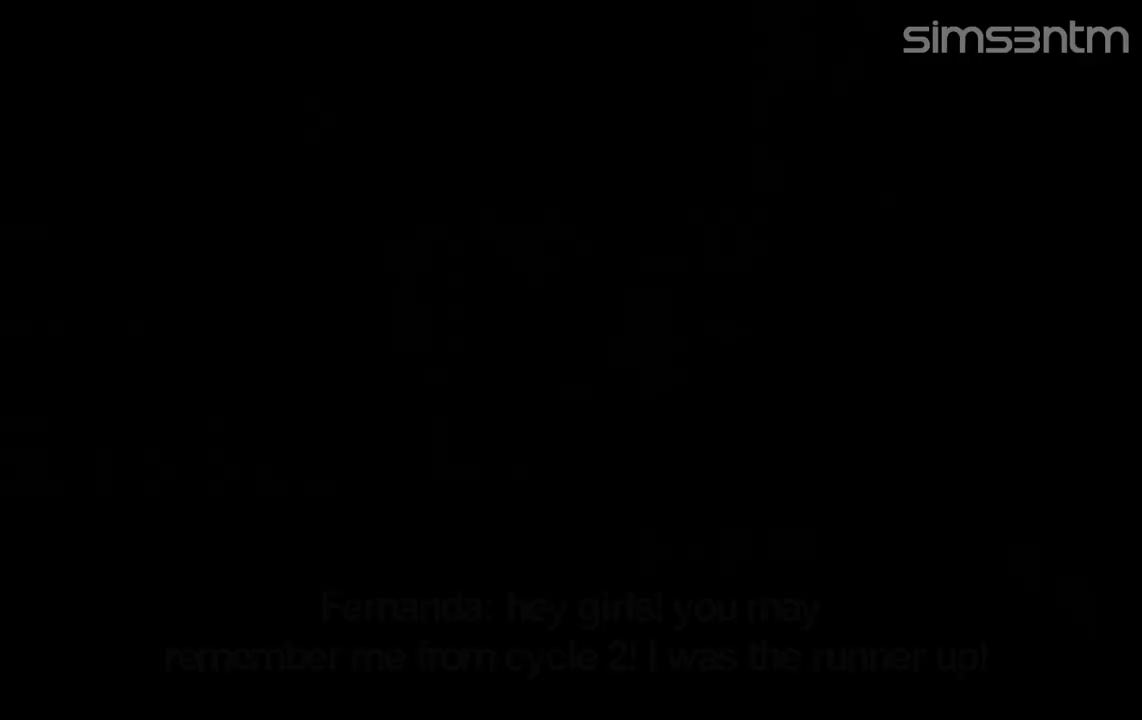 sims3ntm
Fernanda: hey girls! you may
remember me from cycle 2! I was the runner up!